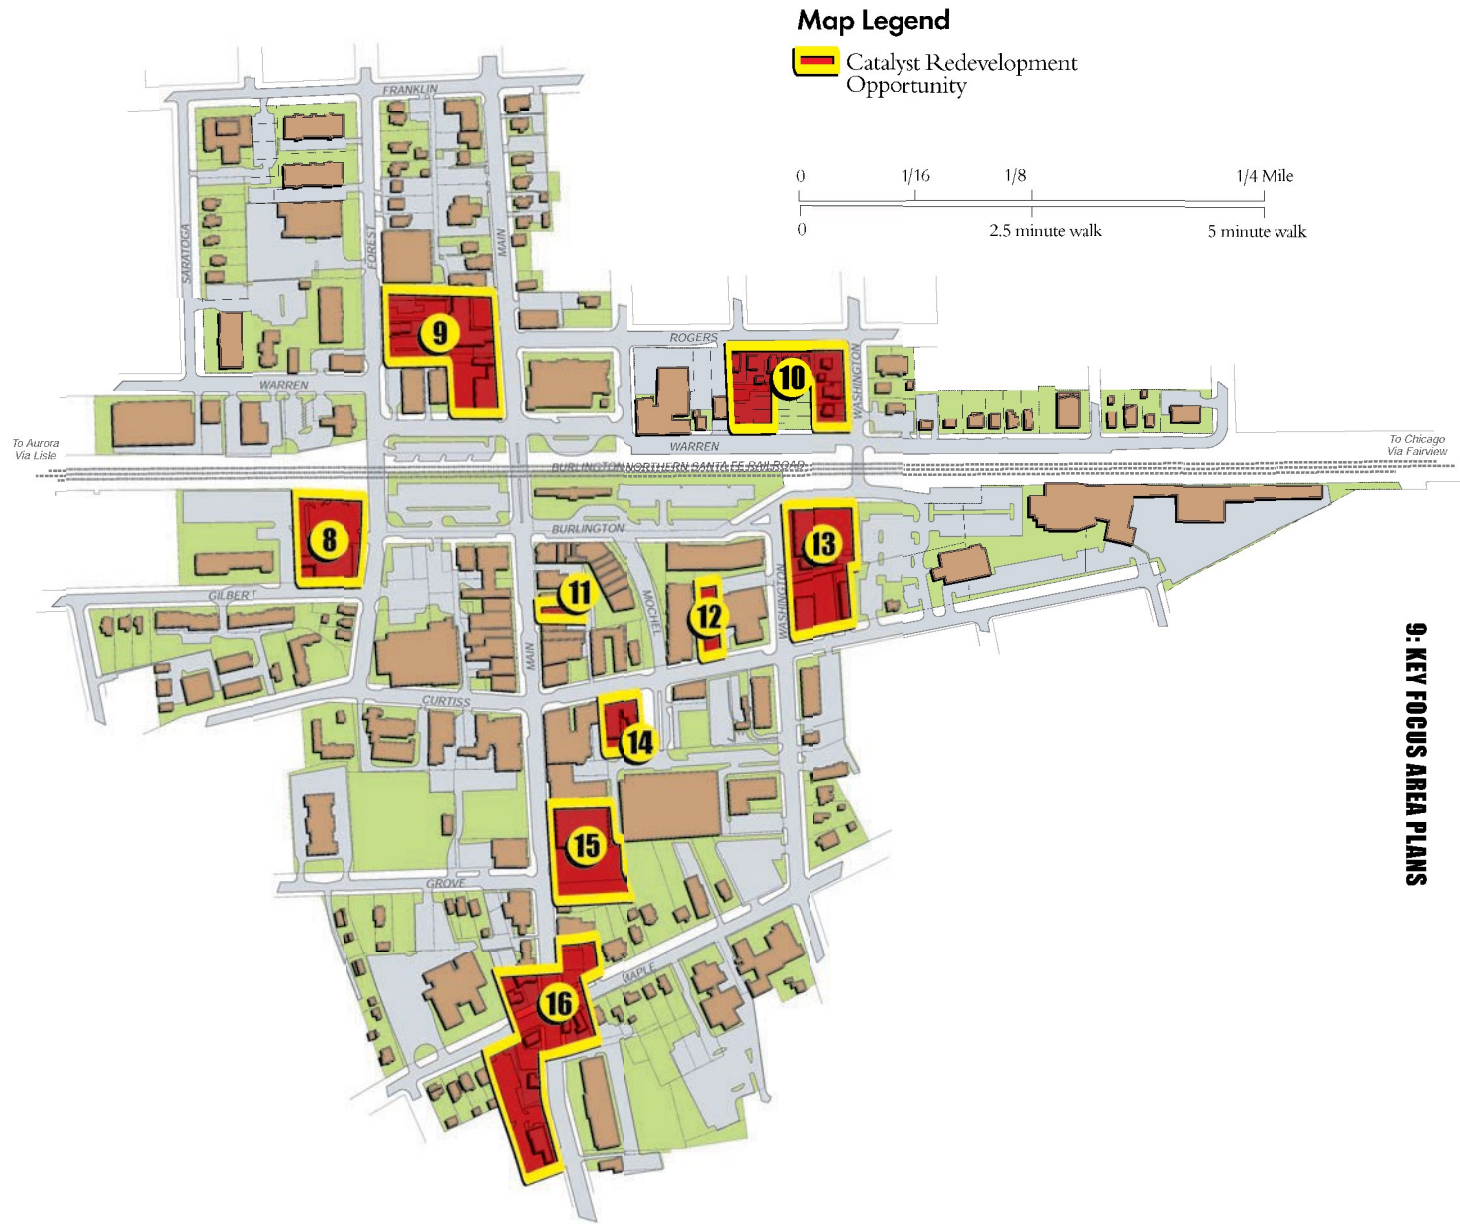 Map Legend
Catalyst Redevelopment
Opportunity
0 1/16 1/8 1/4 Mile
0 2.5 minute walk 5 minute walk
FRANKLIN
SARATOGA
FOREST
MAIN
9
ROGERS
10
WASHINGTON
WARREN
WARREN
To Aurora
Via Lisle
BURLINGTON NORTHERN SANTA FE RAILROAD
To Chicago
Via Fairview
8
BURLINGTON
13
GILBERT
11
MOCHEL
12
WASHINGTON
MAIN
CURTISS
14
15
GROVE
MAPLE
16
9: KEY FOCUS AREA PLANS